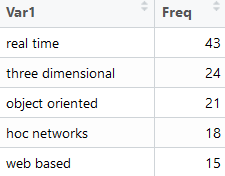 Var1 Freq
real time 43
three dimensional 24
object oriented 21
hoc networks 18
web based 15